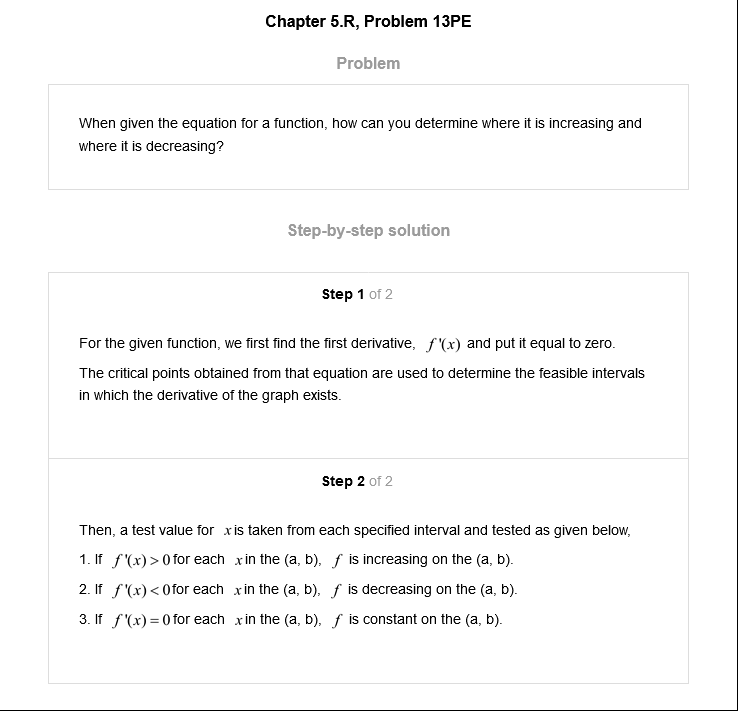 Chapter 5.R, Problem 13PE
Problem
When given the equation for a function, how can you determine where it is increasing and
where it is decreasing?
Step-by-step solution
Step 1 of 2
For the given function, we first find the first derivative, f'(x) and put it equal to zero.
The critical points obtained from that equation are used to determine the feasible intervals
in which the derivative of the graph exists.
Step 2 of 2
Then, a test value for x is taken from each specified interval and tested as given below,
1. If f'(x) > 0 for each x in the (a, b), f is increasing on the (a, b).
2. If f'(x) < 0 for each x in the (a, b), f is decreasing on the (a, b).
3. If f'(x) = 0 for each x in the (a, b), f is constant on the (a, b).